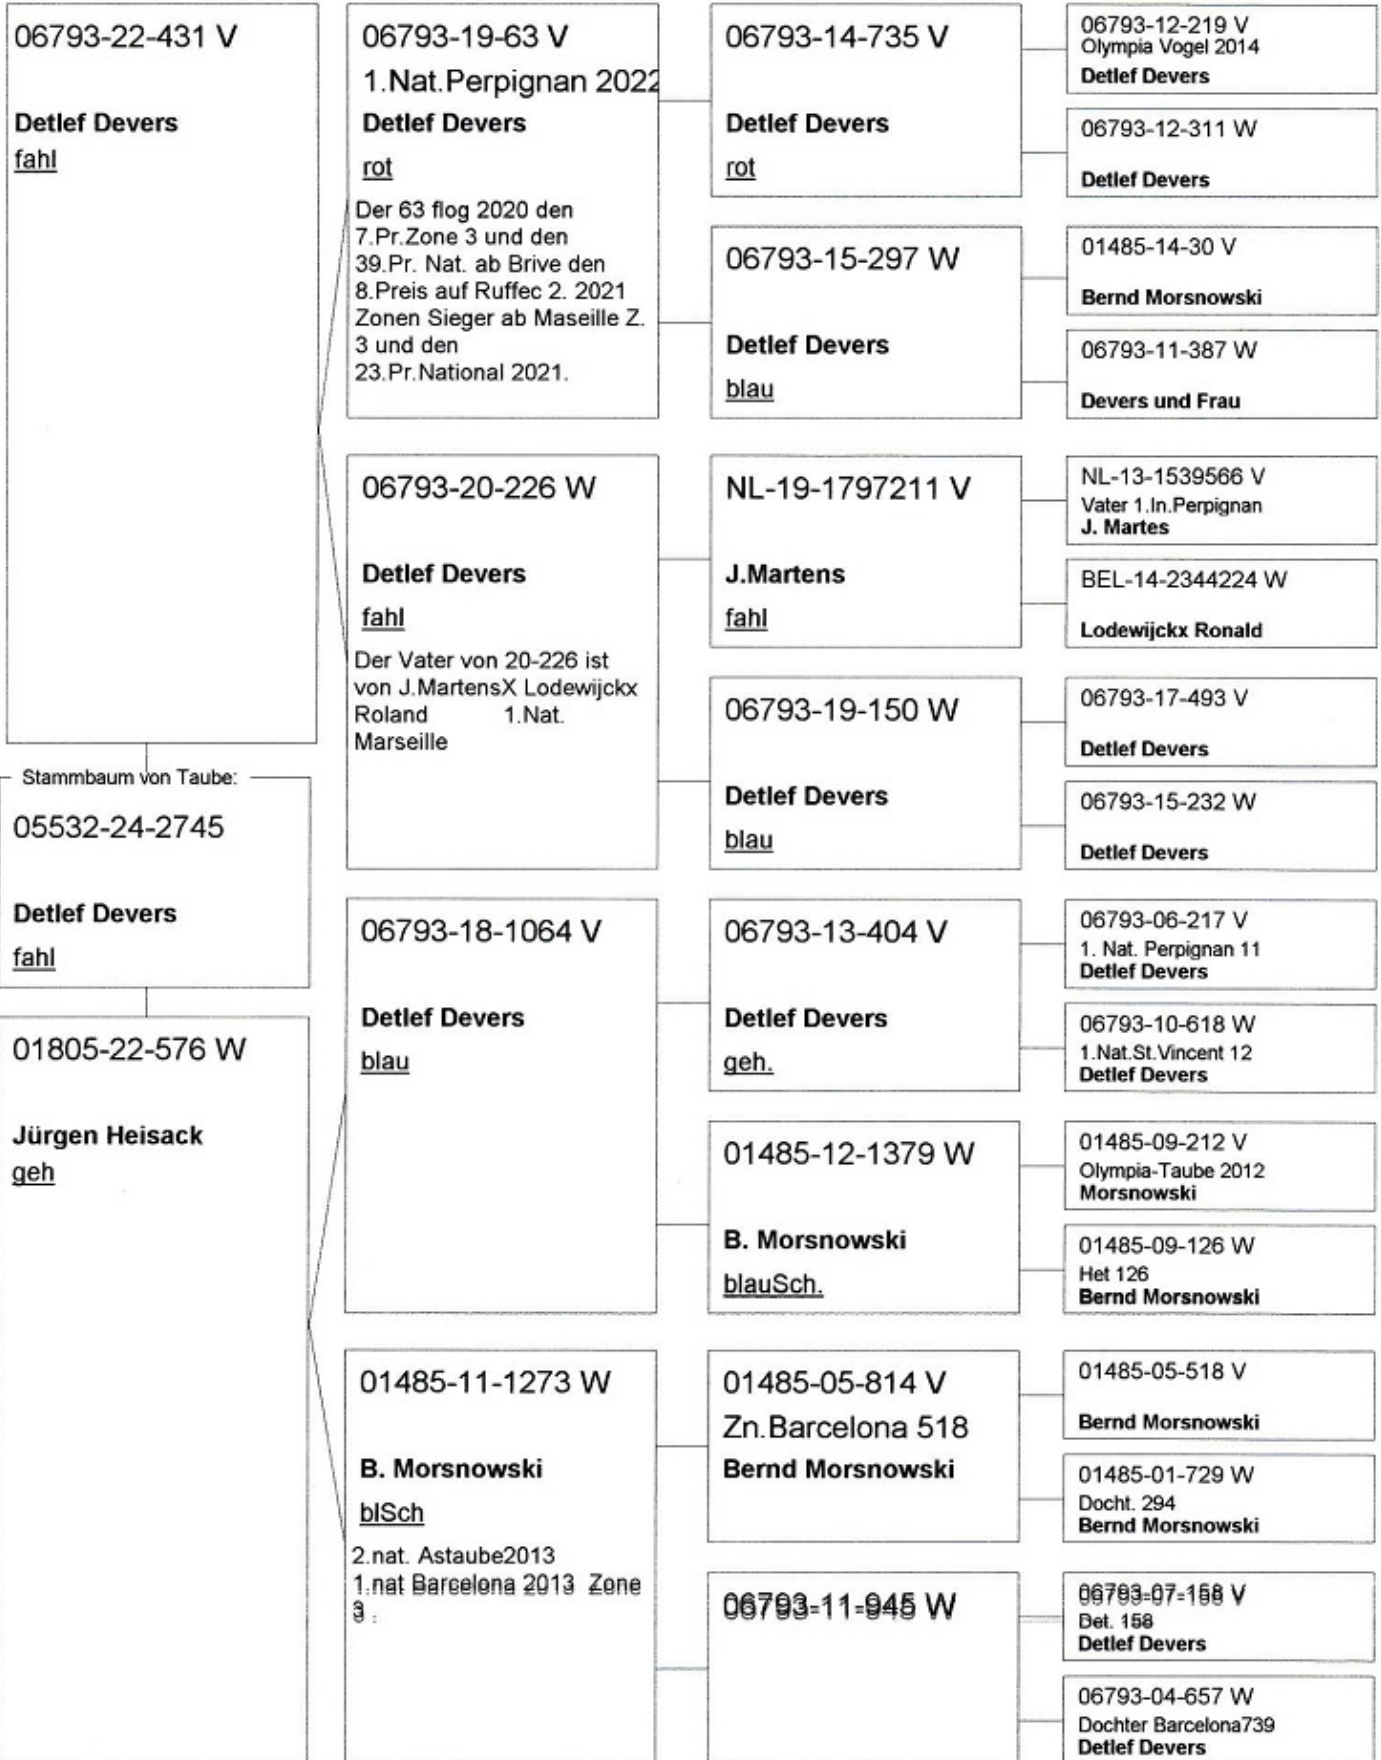 06793-22-431 V
Detlef Devers
fahl
Stammbaum von Taube:
05532-24-2745
Detlef Devers
fahl
01805-22-576 W
Jürgen Heisack
geh
06793-19-63 V
1.Nat.Perpignan 2022
Detlef Devers
rot
Der 63 flog 2020 den
7.Pr.Zone 3 und den
39.Pr. Nat. ab Brive den
8.Preis auf Ruffec 2. 2021
Zonen Sieger ab Maseille Z.
3 und den
23.Pr.National 2021.
06793-20-226 W
Detlef Devers
fahl
Der Vater von 20-226 ist
von J.MartensX Lodewijckx
Roland 1.Nat.
Marseille
06793-18-1064 V
Detlef Devers
blau
01485-11-1273 W
B. Morsnowski
blSch
2.nat. Astaube2013
1.nat Barcelona 2013 Zone
3 .
06793-14-735 V
Detlef Devers
rot
06793-15-297 W
Detlef Devers
blau
NL-19-1797211 V
J.Martens
fahl
06793-19-150 W
Detlef Devers
blau
06793-13-404 V
Detlef Devers
geh.
01485-12-1379 W
B. Morsnowski
blauSch.
01485-05-814 V
Zn.Barcelona 518
Bernd Morsnowski
06793-11-945 W
06793-12-219 V
Olympia Vogel 2014
Detlef Devers
06793-12-311 W
Detlef Devers
01485-14-30 V
Bernd Morsnowski
06793-11-387 W
Devers und Frau
NL-13-1539566 V
Vater 1.In.Perpignan
J. Martes
BEL-14-2344224 W
Lodewijckx Ronald
06793-17-493 V
Detlef Devers
06793-15-232 W
Detlef Devers
06793-06-217 V
1. Nat. Perpignan 11
Detlef Devers
06793-10-618 W
1.Nat.St.Vincent 12
Detlef Devers
01485-09-212 V
Olympia-Taube 2012
Morsnowski
01485-09-126 W
Het 126
Bernd Morsnowski
01485-05-518 V
Bernd Morsnowski
01485-01-729 W
Docht. 294
Bernd Morsnowski
06793-07-158 V
Det. 158
Detlef Devers
06793-04-657 W
Dochter Barcelona739
Detlef Devers